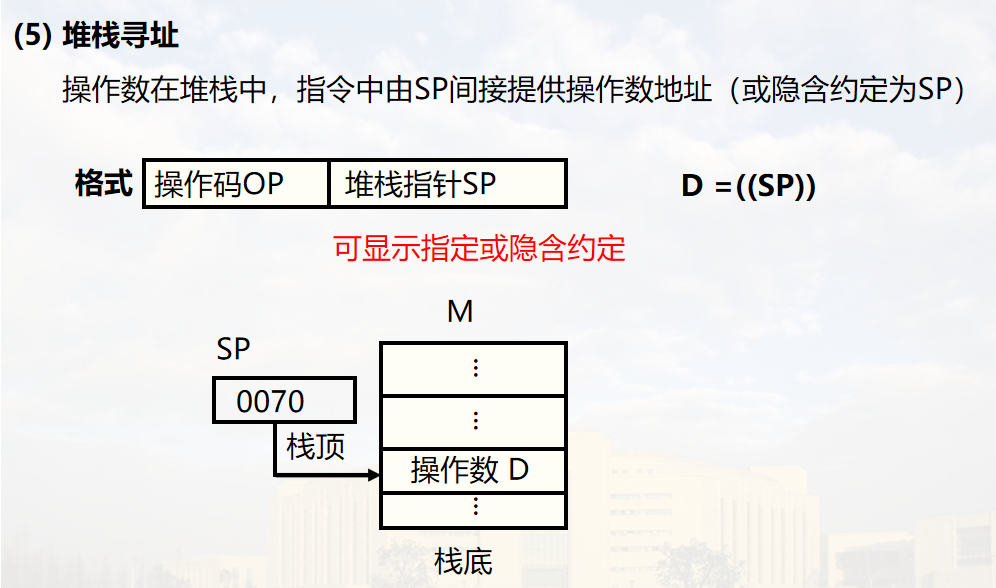 (5) 堆栈寻址
操作数在堆栈中，指令中由SP间接提供操作数地址（或隐含约定为SP）
格式 操作码OP 堆栈指针SP D =((SP))
可显示指定或隐含约定
M
SP
⋮
0070
⋮
栈顶
操作数 D
⋮
栈底